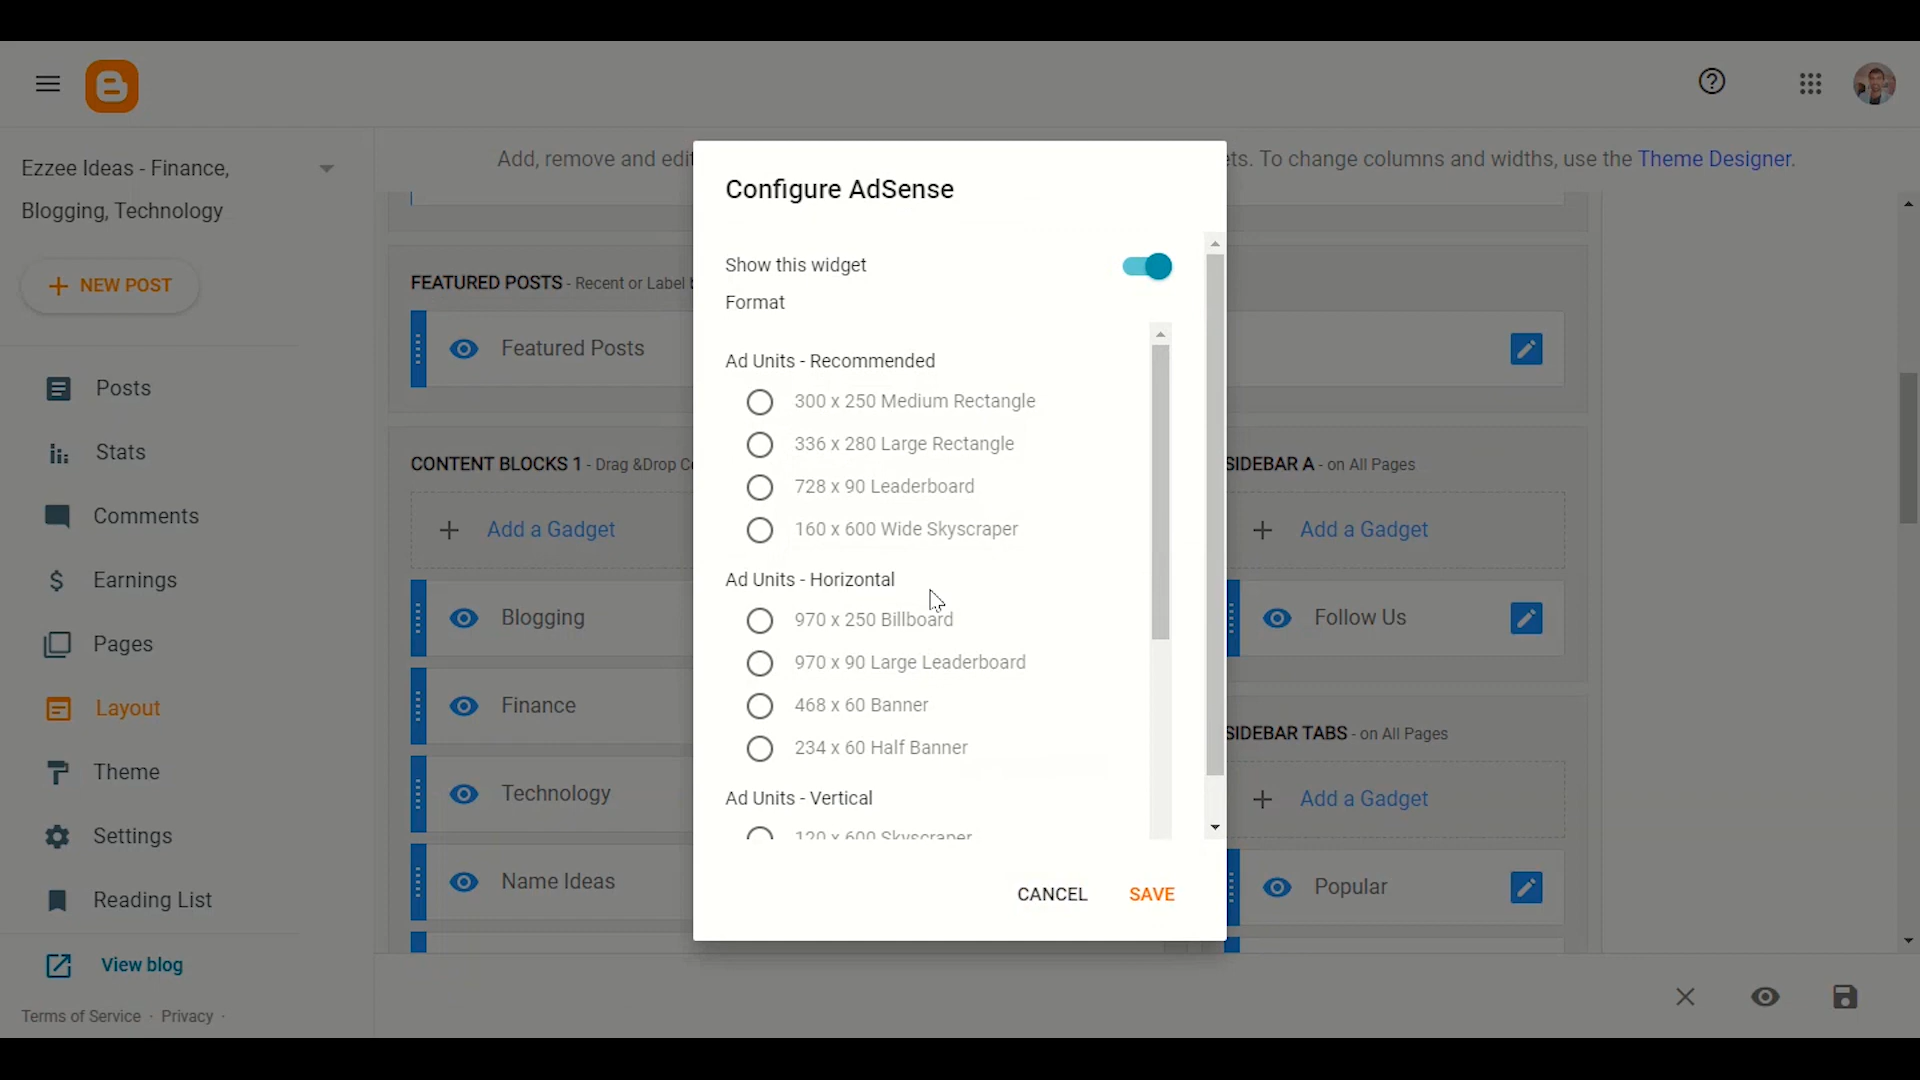 Ezzee Ideas - Finance,
Blogging, Technology
NEW POST
Posts
Stats
Comments
Earnings
Pages
Layout
Theme
Settings
Reading List
View blog
Terms of Service · Privacy ·
Add, remove and edit
ts. To change columns and widths, use the Theme Designer.
FEATURED POSTS - Recent or Label
Featured Posts
CONTENT BLOCKS 1 - Drag &Drop
Add a Gadget
Blogging
Finance
Technology
Name Ideas
Configure AdSense
Show this widget
Format
Ad Units - Recommended
300 x 250 Medium Rectangle
336 x 280 Large Rectangle
728 x 90 Leaderboard
160 x 600 Wide Skyscraper
Ad Units - Horizontal
970 x 250 Billboard
970 x 90 Large Leaderboard
468 x 60 Banner
234 x 60 Half Banner
Ad Units - Vertical
120 x 600 Skyscraper
CANCEL SAVE
SIDEBAR A - on All Pages
Add a Gadget
Follow Us
SIDEBAR TABS - on All Pages
Add a Gadget
Popular